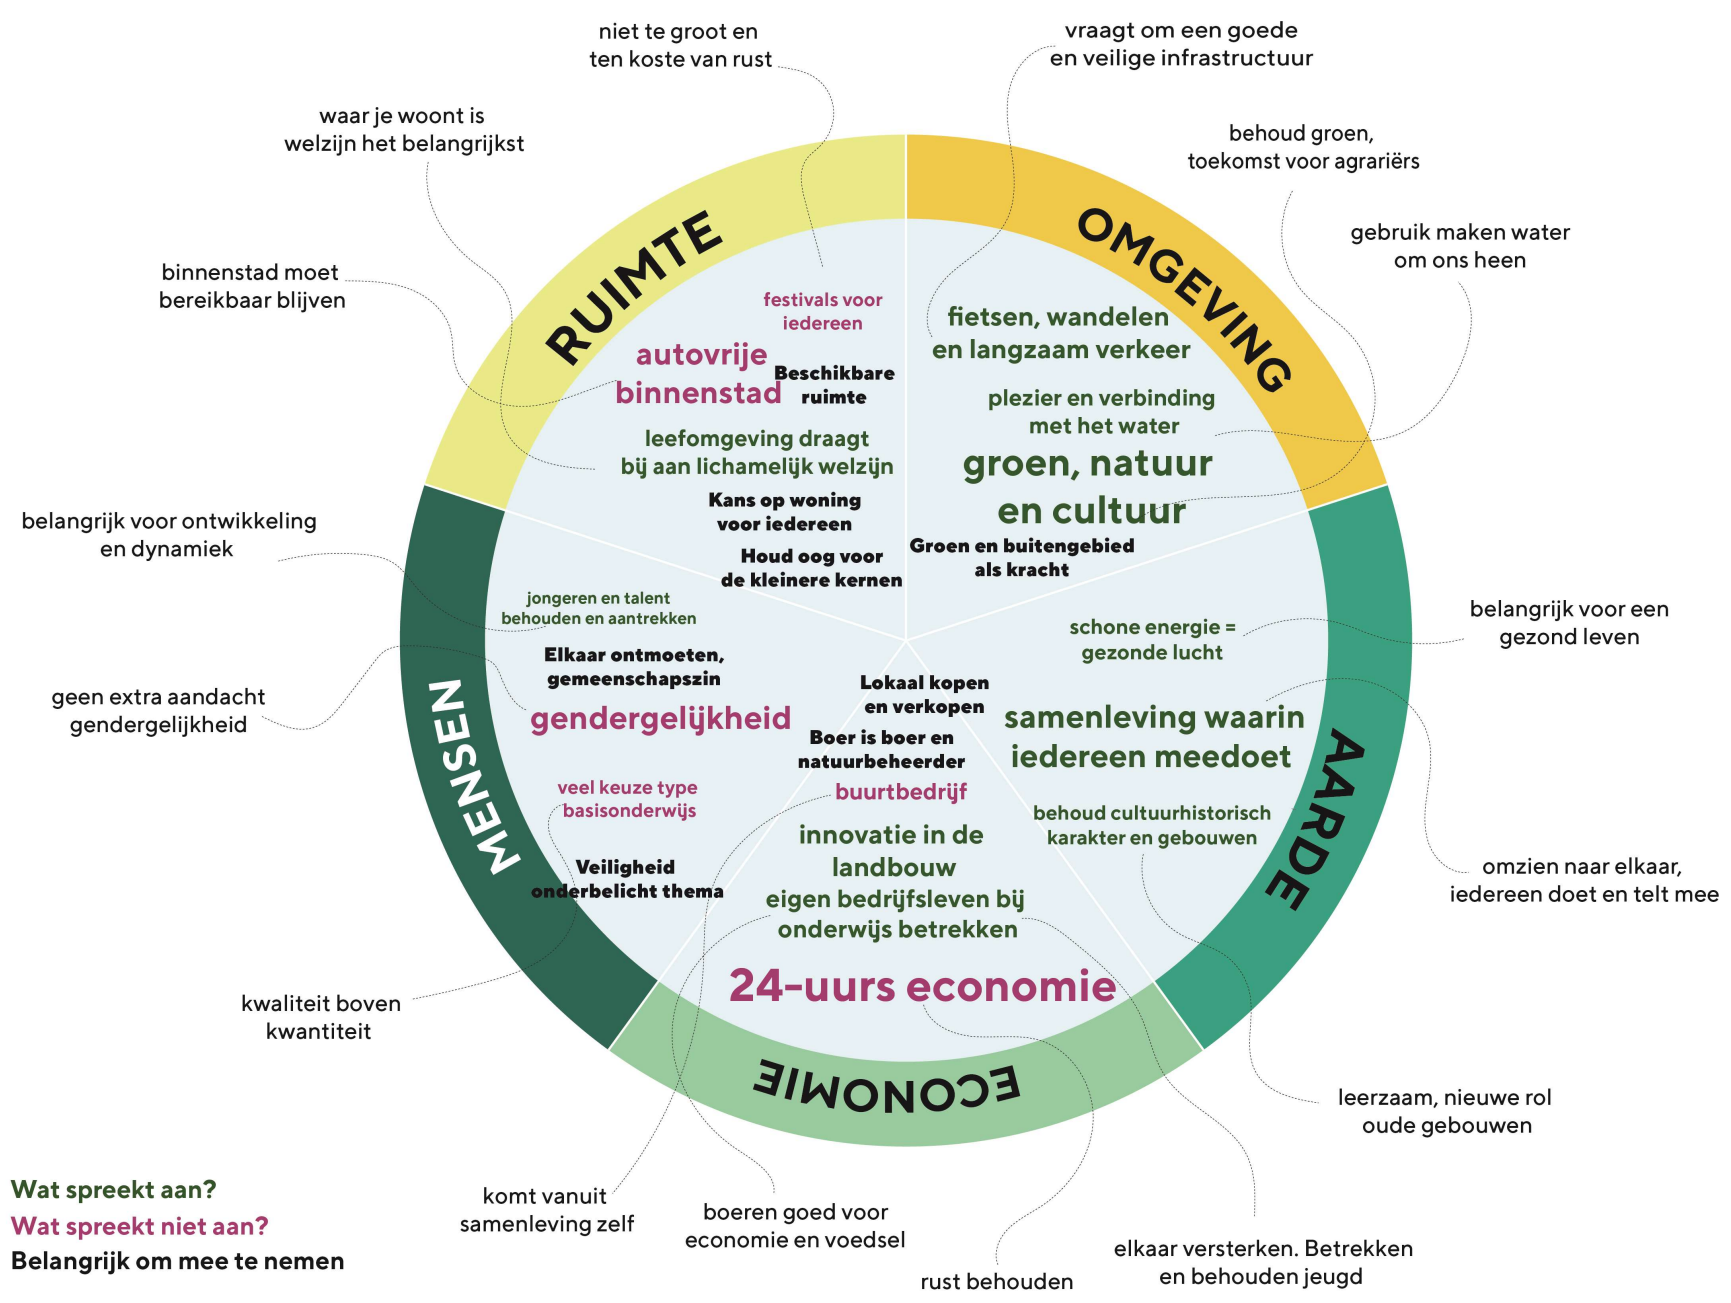 niet te groot en
ten koste van rust
vraagt om een goede
en veilige infrastructuur
waar je woont is
welzijn het belangrijkst
behoud groen,
toekomst voor agrariërs
gebruik maken water
om ons heen
binnenstad moet
bereikbaar blijven
RUIMTE
festivals voor
iedereen
autovrije
binnenstad
Beschikbare
ruimte
leefomgeving draagt
bij aan lichamelijk welzijn
Kans op woning
voor iedereen
Houd oog voor
de kleinere kernen
OMGEVING
fietsen, wandelen
en langzaam verkeer
plezier en verbinding
met het water
groen, natuur
en cultuur
Groen en buitengebied
als kracht
belangrijk voor ontwikkeling
en dynamiek
geen extra aandacht
gendergelijkheid
MENSEN
jongeren en talent
behouden en aantrekken
Elkaar ontmoeten,
gemeenschapszin
gendergelijkheid
veel keuze type
basisonderwijs
Veiligheid
onderbelicht thema
kwaliteit boven
kwantiteit
Lokaal kopen
en verkopen
Boer is boer en
natuurbeheerder
buurtbedrijf
innovatie in de
landbouw
eigen bedrijfsleven bij
onderwijs betrekken
24-uurs economie
ECONOMIE
schone energie =
gezonde lucht
samenleving waarin
iedereen meedoet
behoud cultuurhistorisch
karakter en gebouwen
AARDE
belangrijk voor een
gezond leven
omzien naar elkaar,
iedereen doet en telt mee
leerzaam, nieuwe rol
oude gebouwen
komt vanuit
samenleving zelf
boeren goed voor
economie en voedsel
rust behouden
elkaar versterken. Betrekken
en behouden jeugd
Wat spreekt aan?
Wat spreekt niet aan?
Belangrijk om mee te nemen